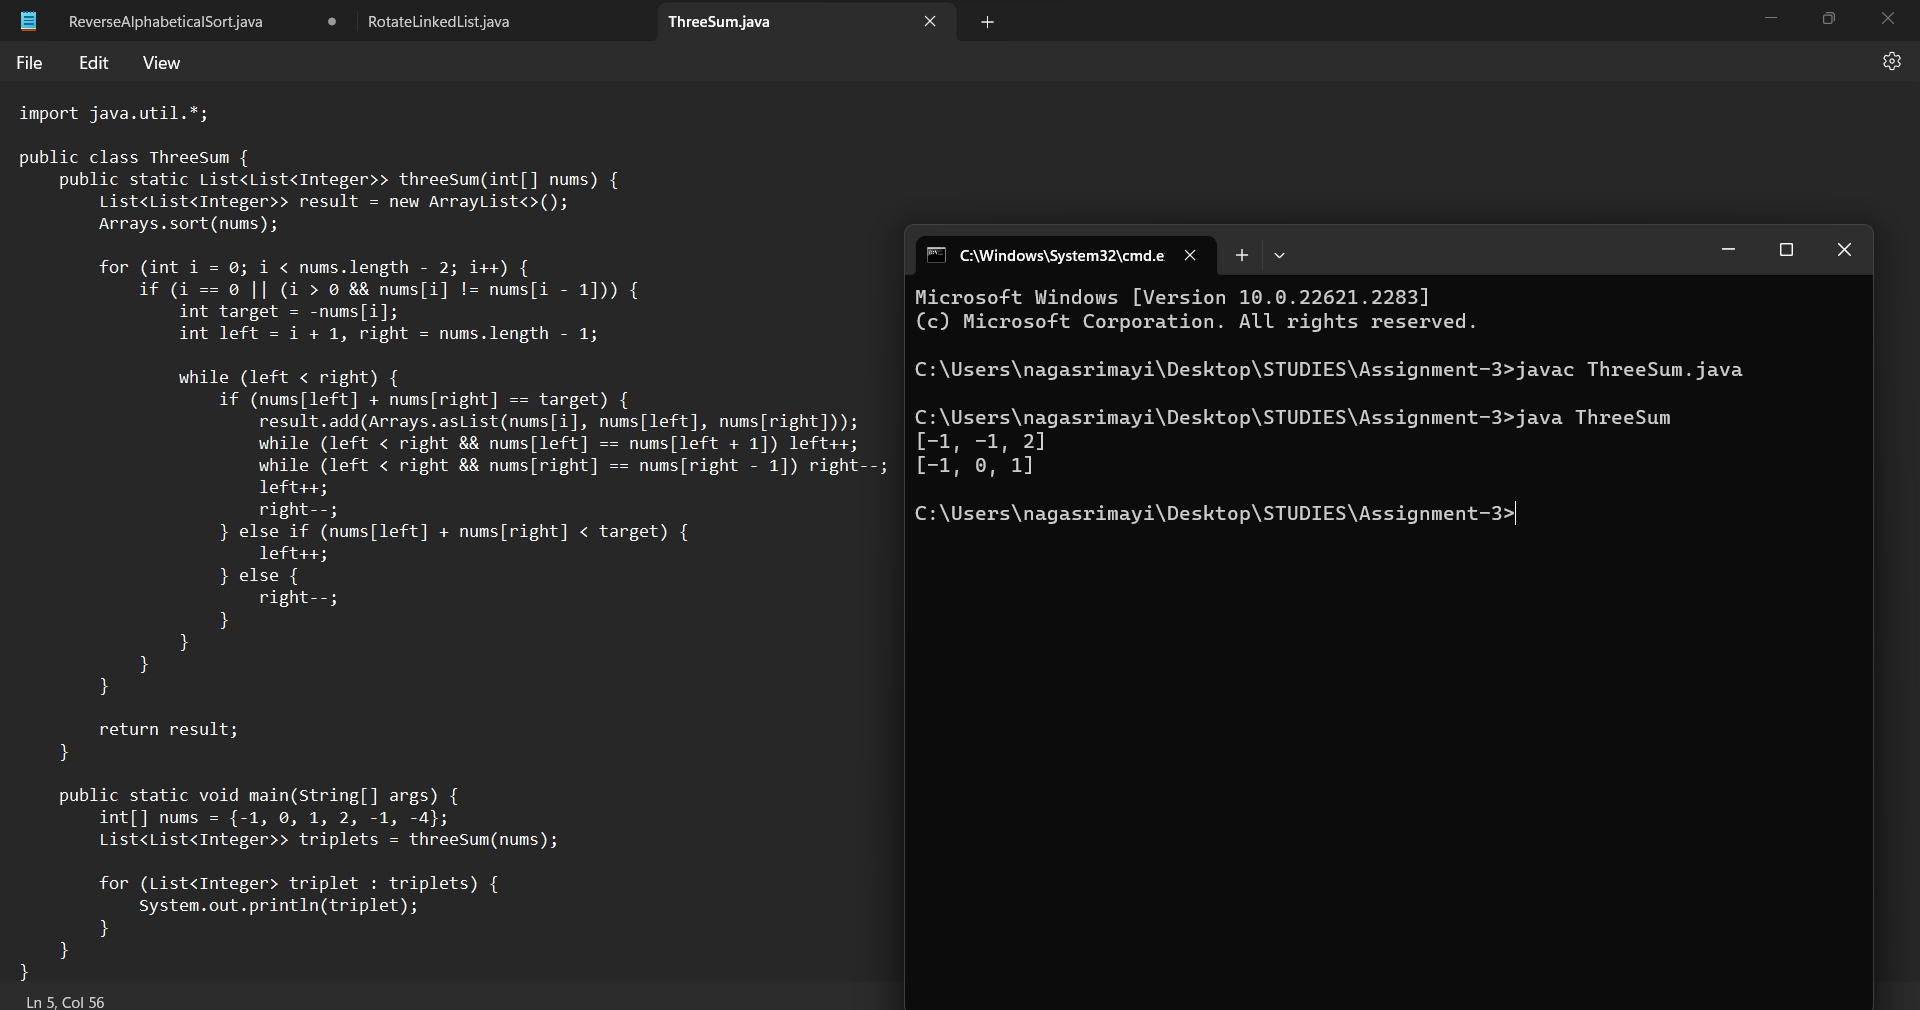 ReverseAlphabeticalSort.java
RotateLinkedList.java
ThreeSum.java
File Edit View
import java.util.*;
public class ThreeSum {
    public static List<List<Integer>> threeSum(int[] nums) {
        List<List<Integer>> result = new ArrayList<>();
        Arrays.sort(nums);
        for (int i = 0; i < nums.length - 2; i++) {
            if (i == 0 || (i > 0 && nums[i] != nums[i - 1])) {
                int target = -nums[i];
                int left = i + 1, right = nums.length - 1;
                while (left < right) {
                    if (nums[left] + nums[right] == target) {
                        result.add(Arrays.asList(nums[i], nums[left], nums[right]));
                        while (left < right && nums[left] == nums[left + 1]) left++;
                        while (left < right && nums[right] == nums[right - 1]) right--;
                        left++;
                        right--;
                    } else if (nums[left] + nums[right] < target) {
                        left++;
                    } else {
                        right--;
                    }
                }
            }
        }
        return result;
    }
    public static void main(String[] args) {
        int[] nums = {-1, 0, 1, 2, -1, -4};
        List<List<Integer>> triplets = threeSum(nums);
        for (List<Integer> triplet : triplets) {
            System.out.println(triplet);
        }
    }
}
Ln 5, Col 56
C:\Windows\System32\cmd.e
Microsoft Windows [Version 10.0.22621.2283]
(c) Microsoft Corporation. All rights reserved.
C:\Users\nagasrimayi\Desktop\STUDIES\Assignment-3>javac ThreeSum.java
C:\Users\nagasrimayi\Desktop\STUDIES\Assignment-3>java ThreeSum
[-1, -1, 2]
[-1, 0, 1]
C:\Users\nagasrimayi\Desktop\STUDIES\Assignment-3>